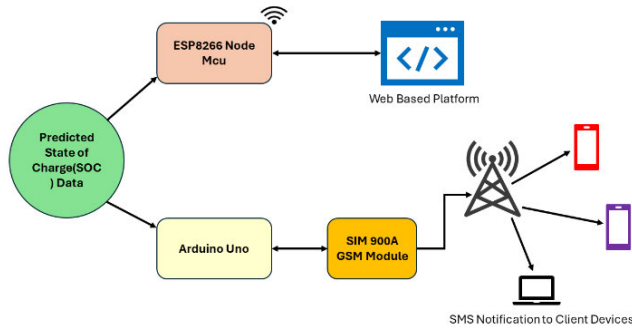 ESP8266 Node
Mcu
</>
Web Based Platform
Predicted
State of
Charge(SOC
) Data
Arduino Uno
SIM 900A
GSM Module
SMS Notification to Client Devices